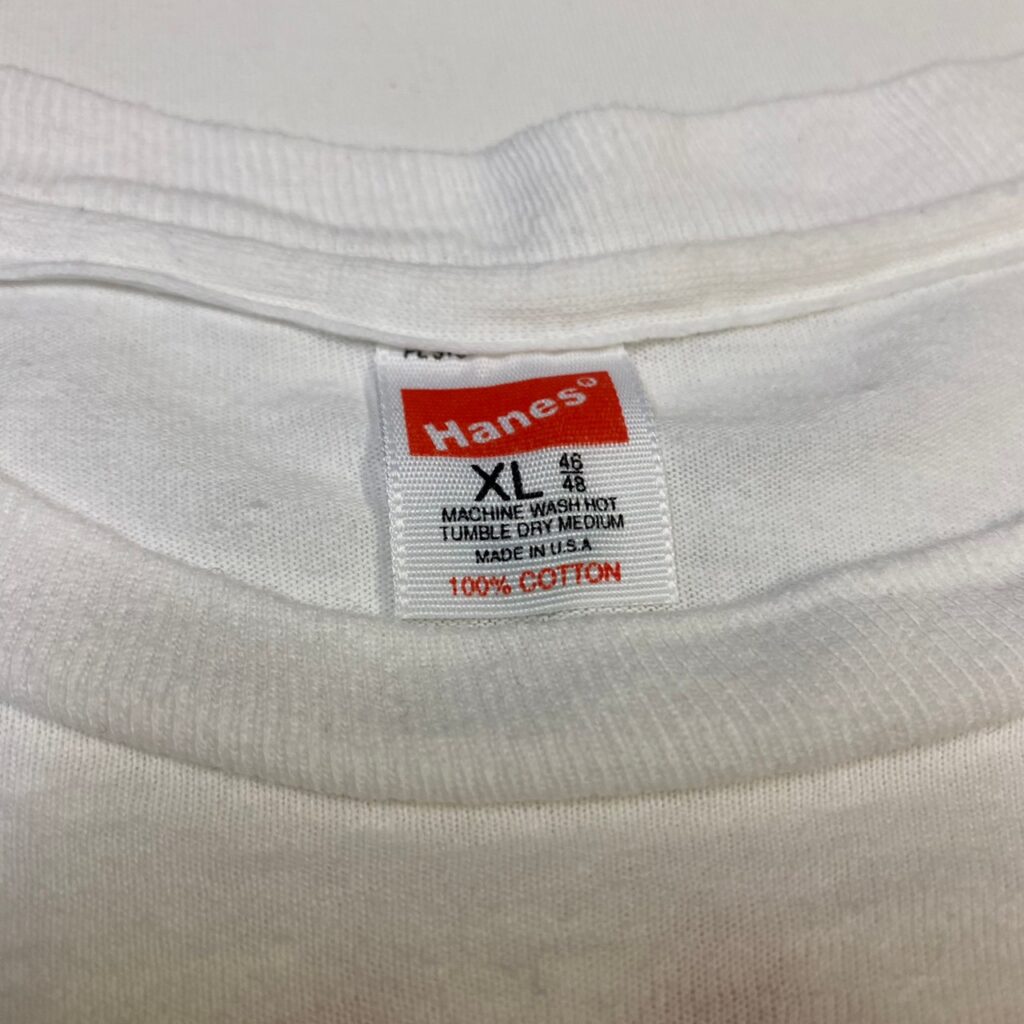 Hanes®
XL 46/48
MACHINE WASH HOT
TUMBLE DRY MEDIUM
MADE IN U.S.A
100% COTTON